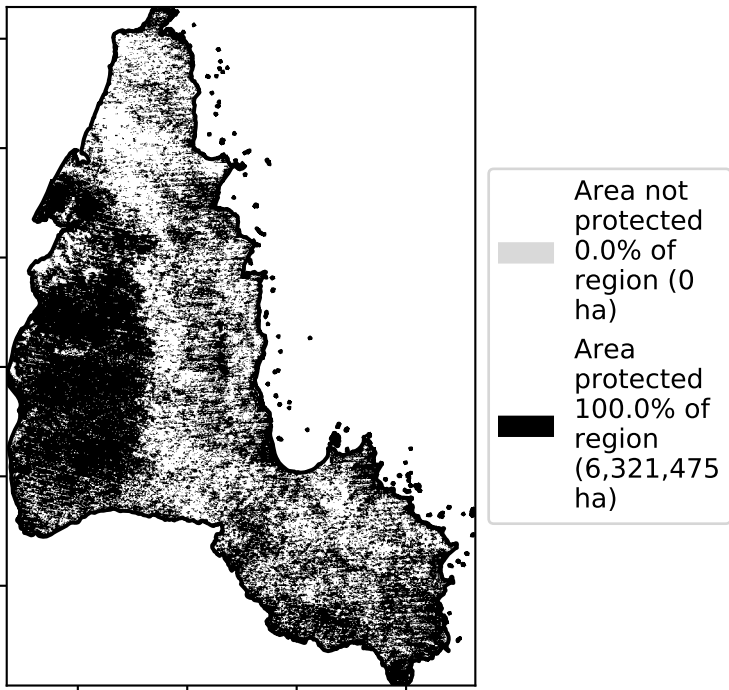 Area not
protected
0.0% of
region (0
ha)
Area
protected
100.0% of
region
(6,321,475
ha)